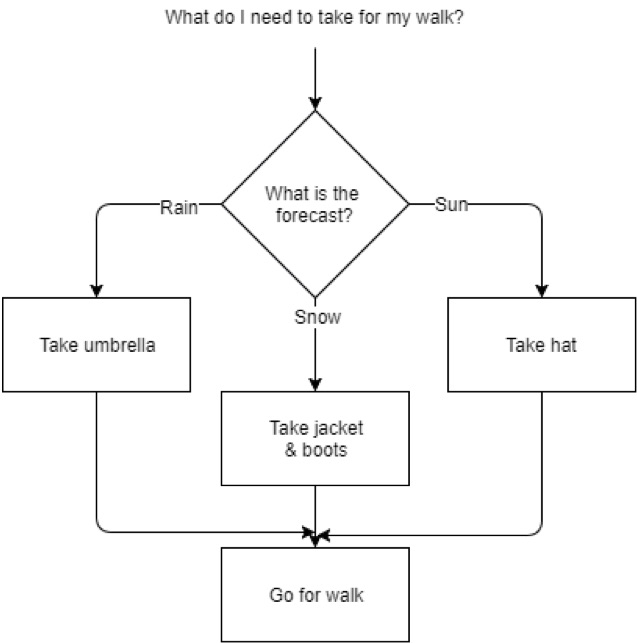 What do I need to take for my walk?
What is the
forecast?
Rain
Sun
Snow
Take umbrella
Take hat
Take jacket
& boots
Go for walk